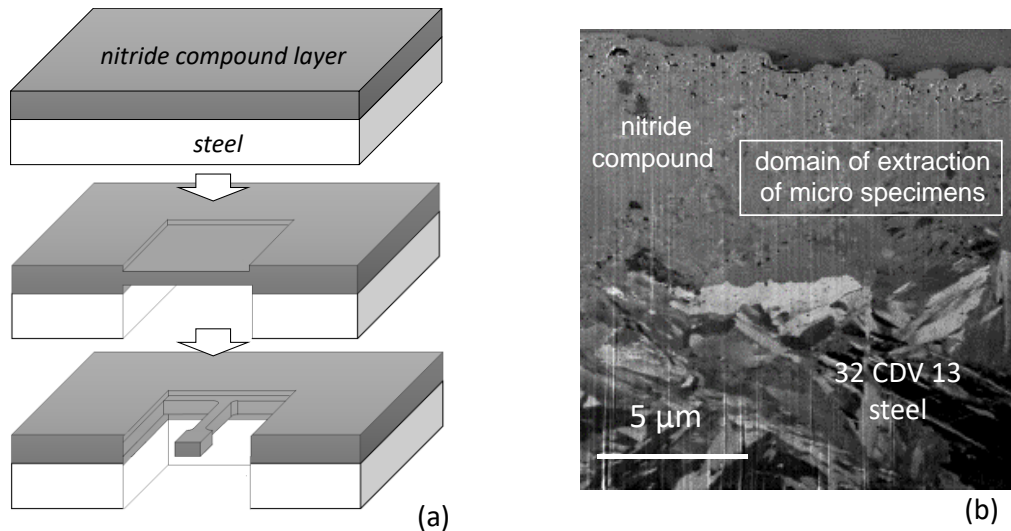 nitride compound layer
steel
(a)
nitride
compound
domain of extraction
of micro specimens
32 CDV 13
steel
5 μm
(b)